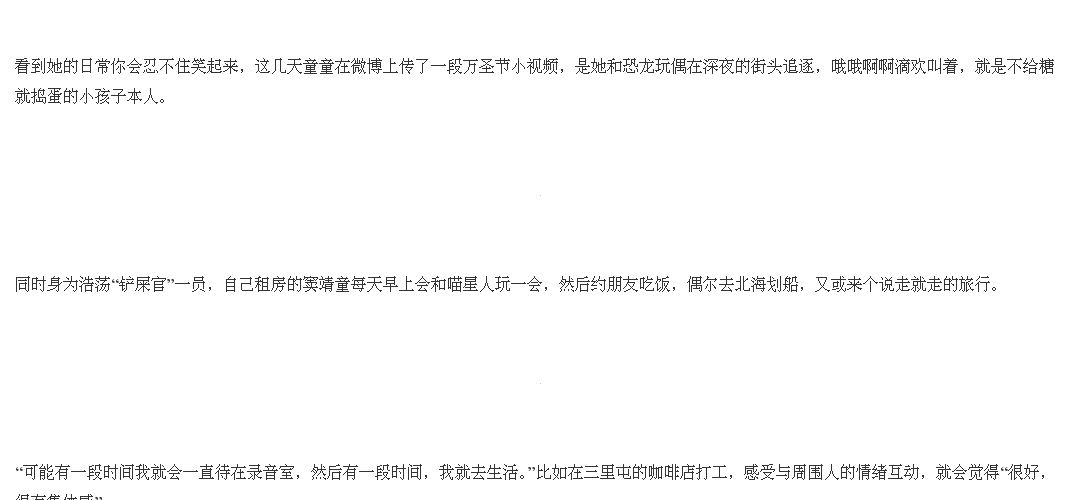 看到她的日常你会忍不住笑起来，这几天童童在微博上传了一段万圣节小视频，是她和恐龙玩偶在深夜的街头追逐，哦哦啊啊滴欢叫着，就是不给糖
就捣蛋的小孩子本人。
同时身为浩荡“铲屎官”一员，自己租房的窦靖童每天早上会和喵星人玩一会，然后约朋友吃饭，偶尔去北海划船，又或来个说走就走的旅行。
“可能有一段时间我就会一直待在录音室，然后有一段时间，我就去生活。”比如在三里屯的咖啡店打工，感受与周围人的情绪互动，就会觉得“很好，
很有集体感”